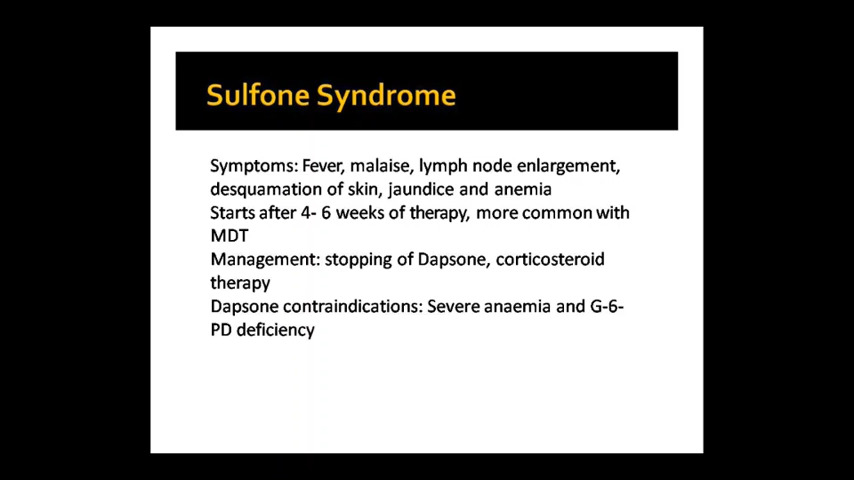 Sulfone Syndrome
Symptoms: Fever, malaise, lymph node enlargement,
desquamation of skin, jaundice and anemia
Starts after 4- 6 weeks of therapy, more common with
MDT
Management: stopping of Dapsone, corticosteroid
therapy
Dapsone contraindications: Severe anaemia and G-6-
PD deficiency